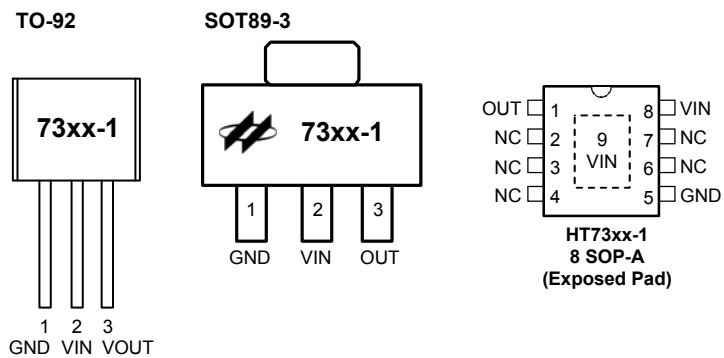 TO-92
SOT89-3
73xx-1
73xx-1
1 2 3
GND VIN OUT
1 2 3
GND VIN VOUT
OUT 1 8 VIN
NC 2 9 7 NC
VIN
NC 3 6 NC
NC 4 5 GND
HT73xx-1
8 SOP-A
(Exposed Pad)